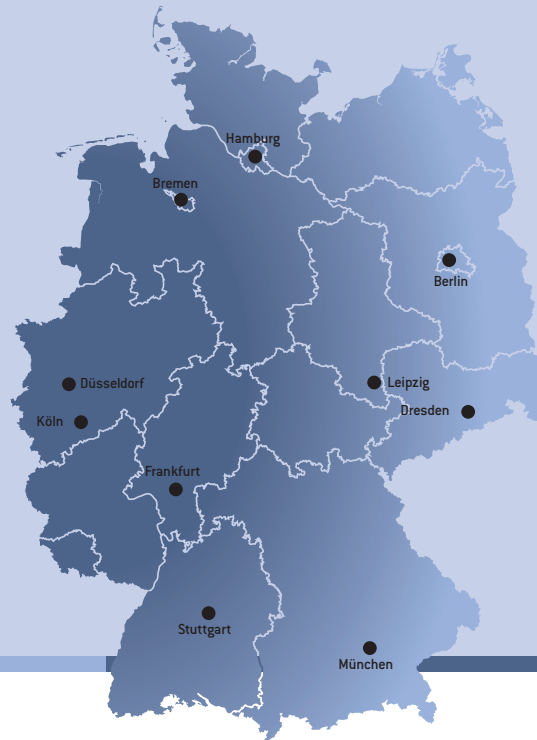 Hamburg
Bremen
Berlin
Düsseldorf
Leipzig
Dresden
Köln
Frankfurt
Stuttgart
München